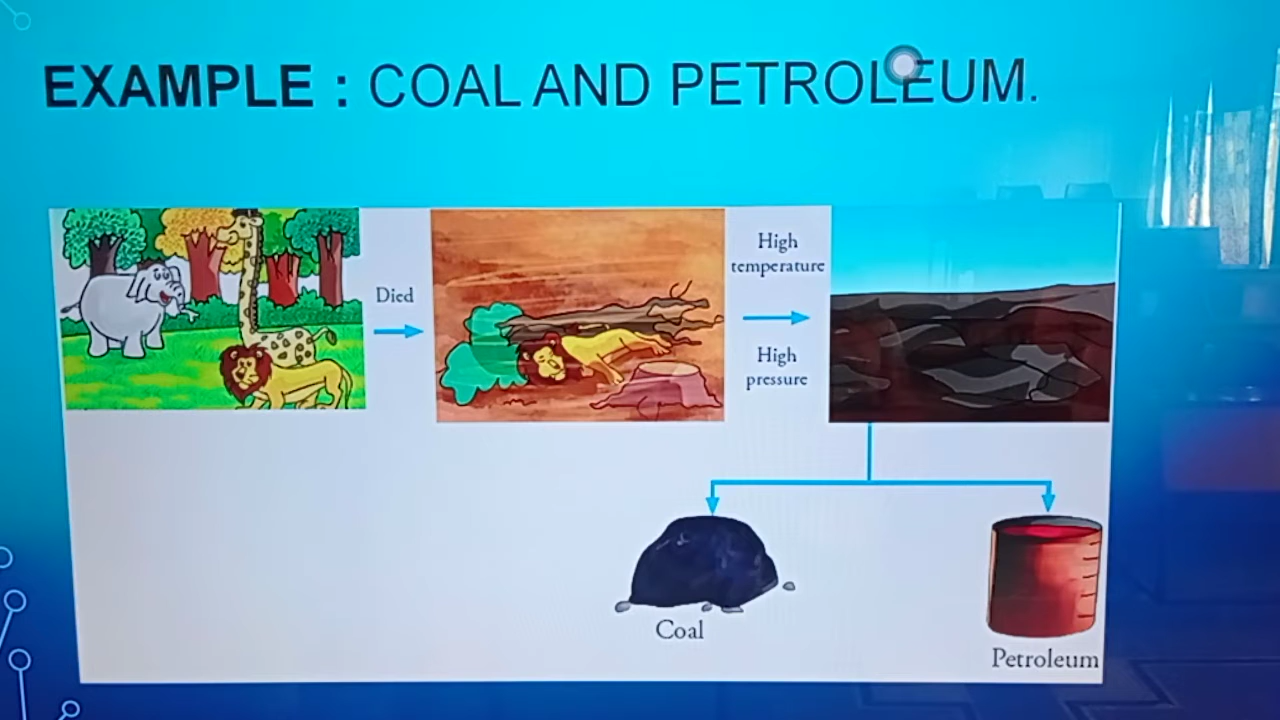 EXAMPLE : COAL AND PETROLEUM.
Died
High
temperature
High
pressure
Coal
Petroleum